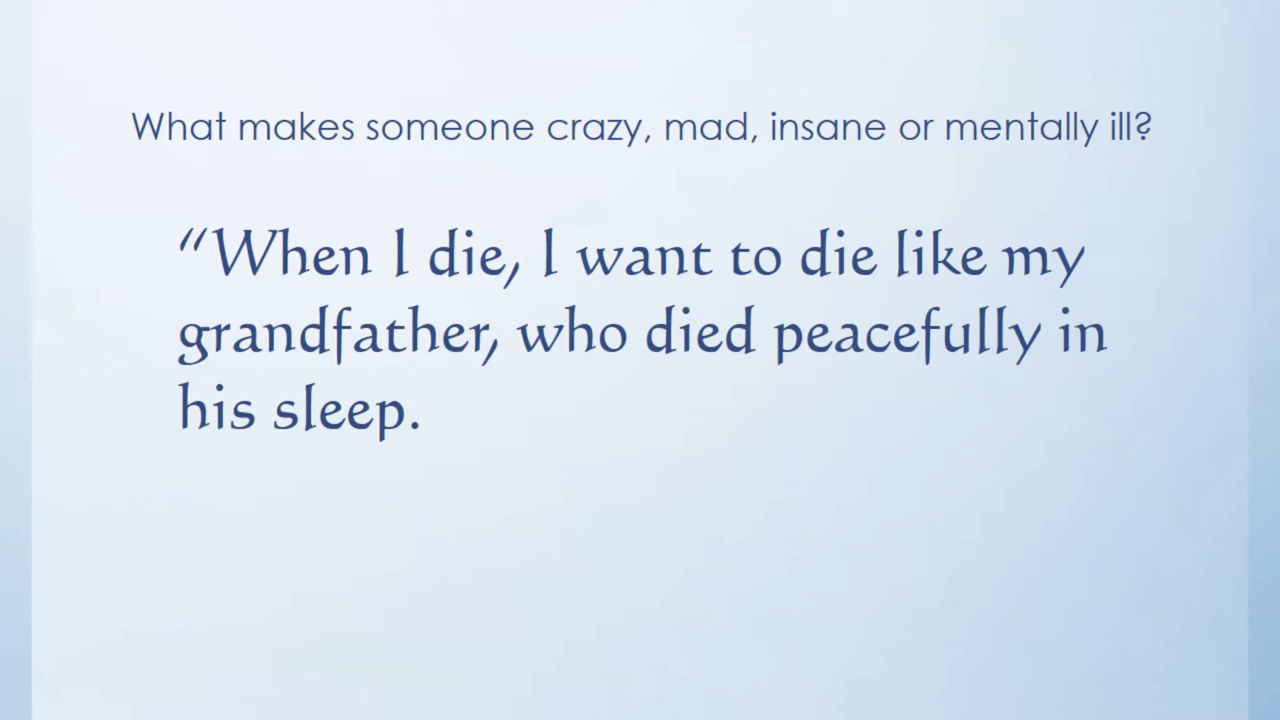 What makes someone crazy, mad, insane or mentally ill?
“When I die, I want to die like my
grandfather, who died peacefully in
his sleep.